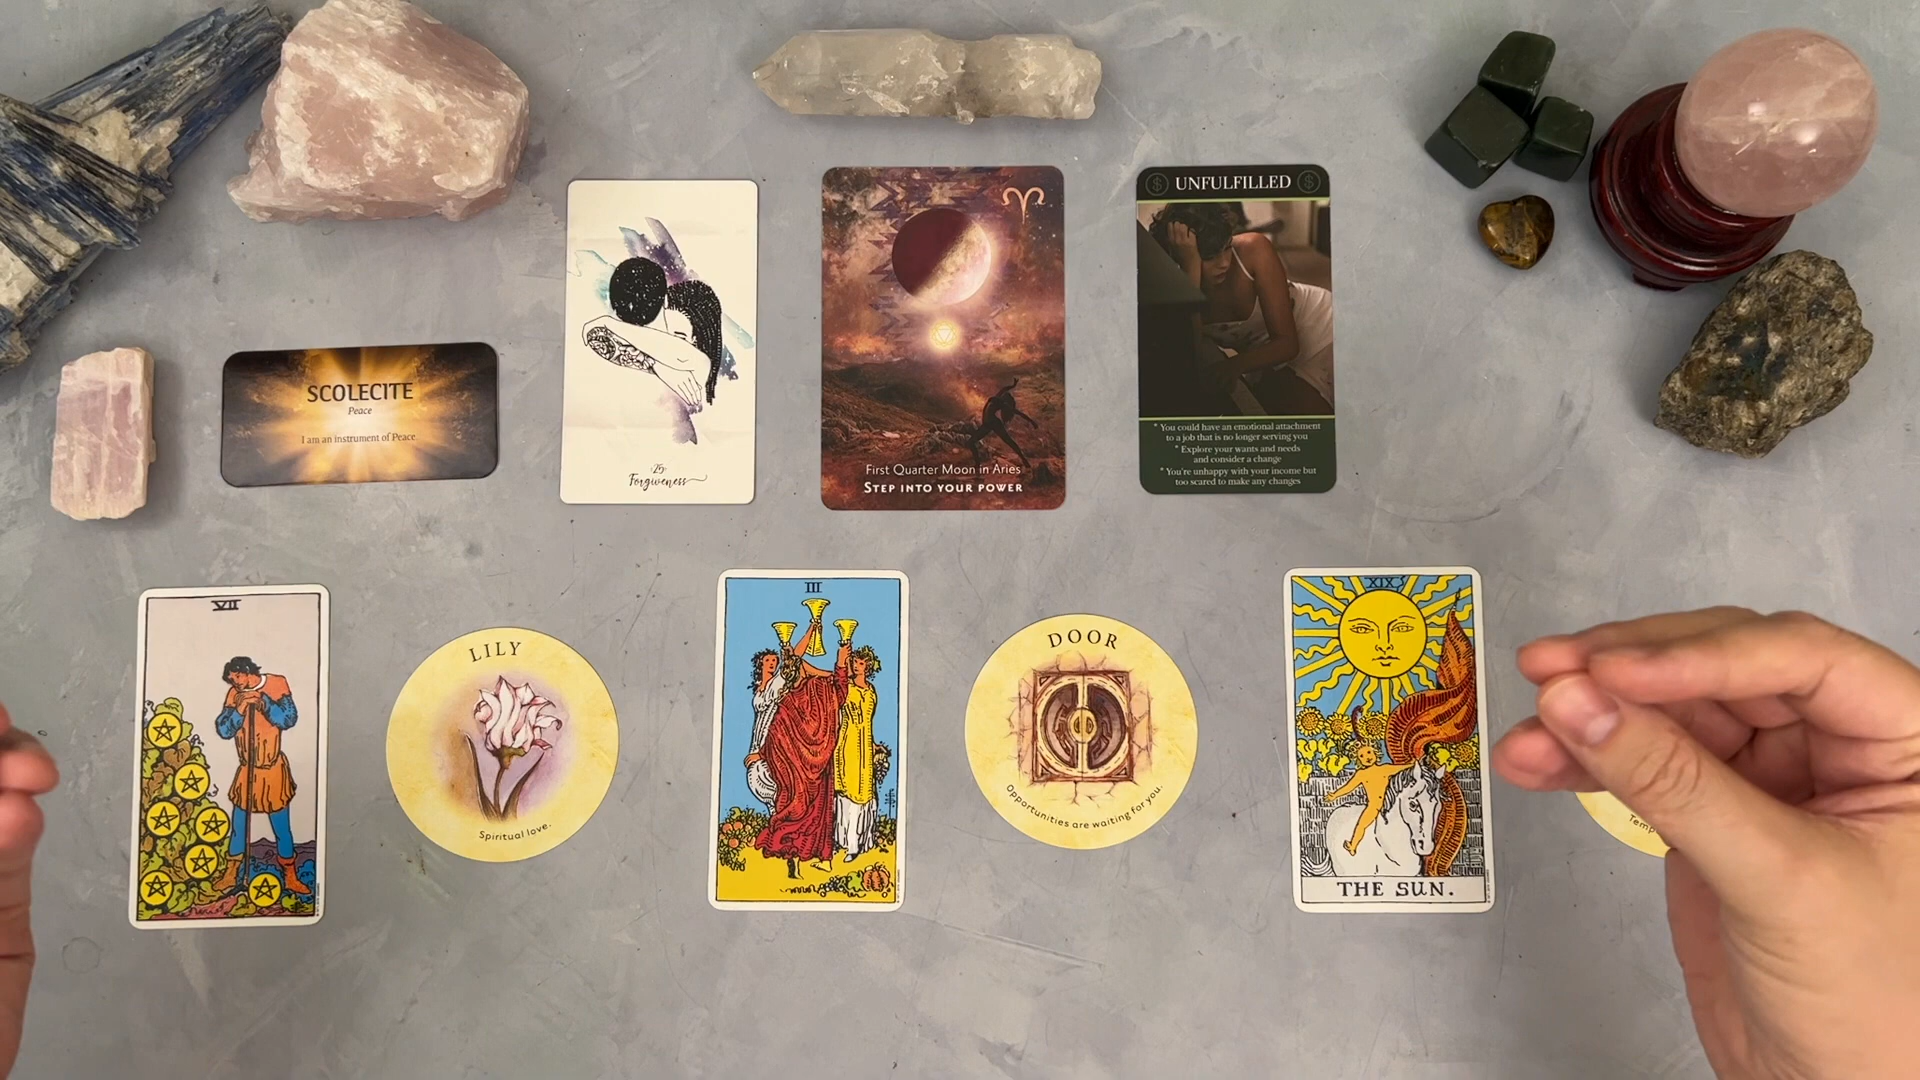 UNFULFILLED
* You could have an emotional attachment
to a job that is no longer serving you
* Explore your wants and needs
and consider a change
* You're unhappy with your income but
too scared to make any changes
SCOLECITE
Peace
I am an instrument of Peace.
25
Forgiveness
First Quarter Moon in Aries
STEP INTO YOUR POWER
VII
LILY
Spiritual love.
III
DOOR
Opportunities are waiting for you.
XIX
THE SUN.